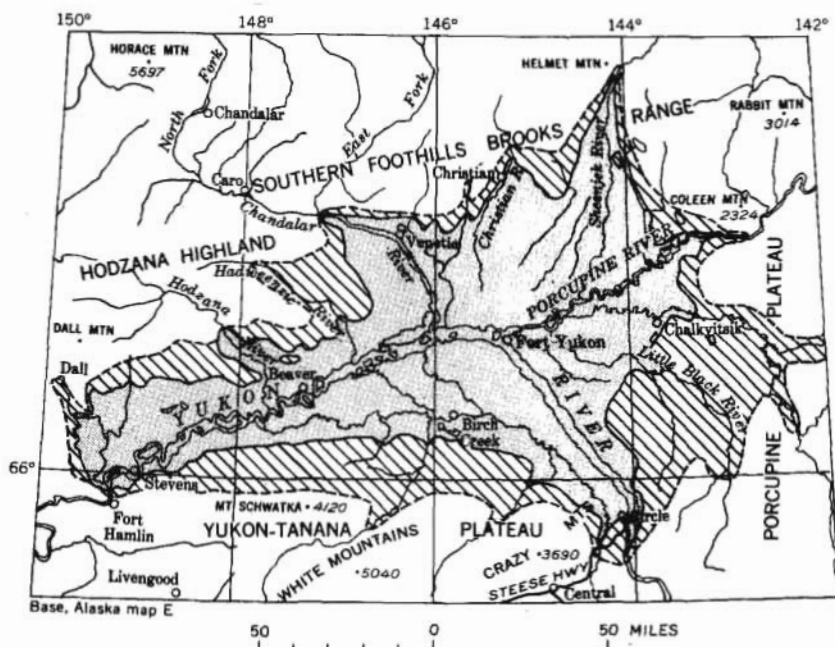 150° 148° 146° 144° 142°
HORACE MTN
5697
North Fork
Chandalar
East Fork
HELMET MTN
RABBIT MTN
3014
SOUTHERN FOOTHILLS BROOKS RANGE
Caro
Christian
Christian R
Sheenjek River
COLEEN MTN
2324
Chandalar River
Venetie
HODZANA HIGHLAND
Hadweenzic River
Hodzana River
PORCUPINE RIVER
PORCUPINE PLATEAU
DALL MTN
Dall
Beaver
Fort Yukon
Chalkyitsik
Little Black River
YUKON RIVER
Birch
Creek
66°
Stevens
Fort
Hamlin
MT SCHWATKA 4120
YUKON-TANANA PLATEAU
WHITE MOUNTAINS
5040
CRAZY
3690
STEESE HWY
Circle
Central
Livengood
Base, Alaska map E
50 0 50 MILES